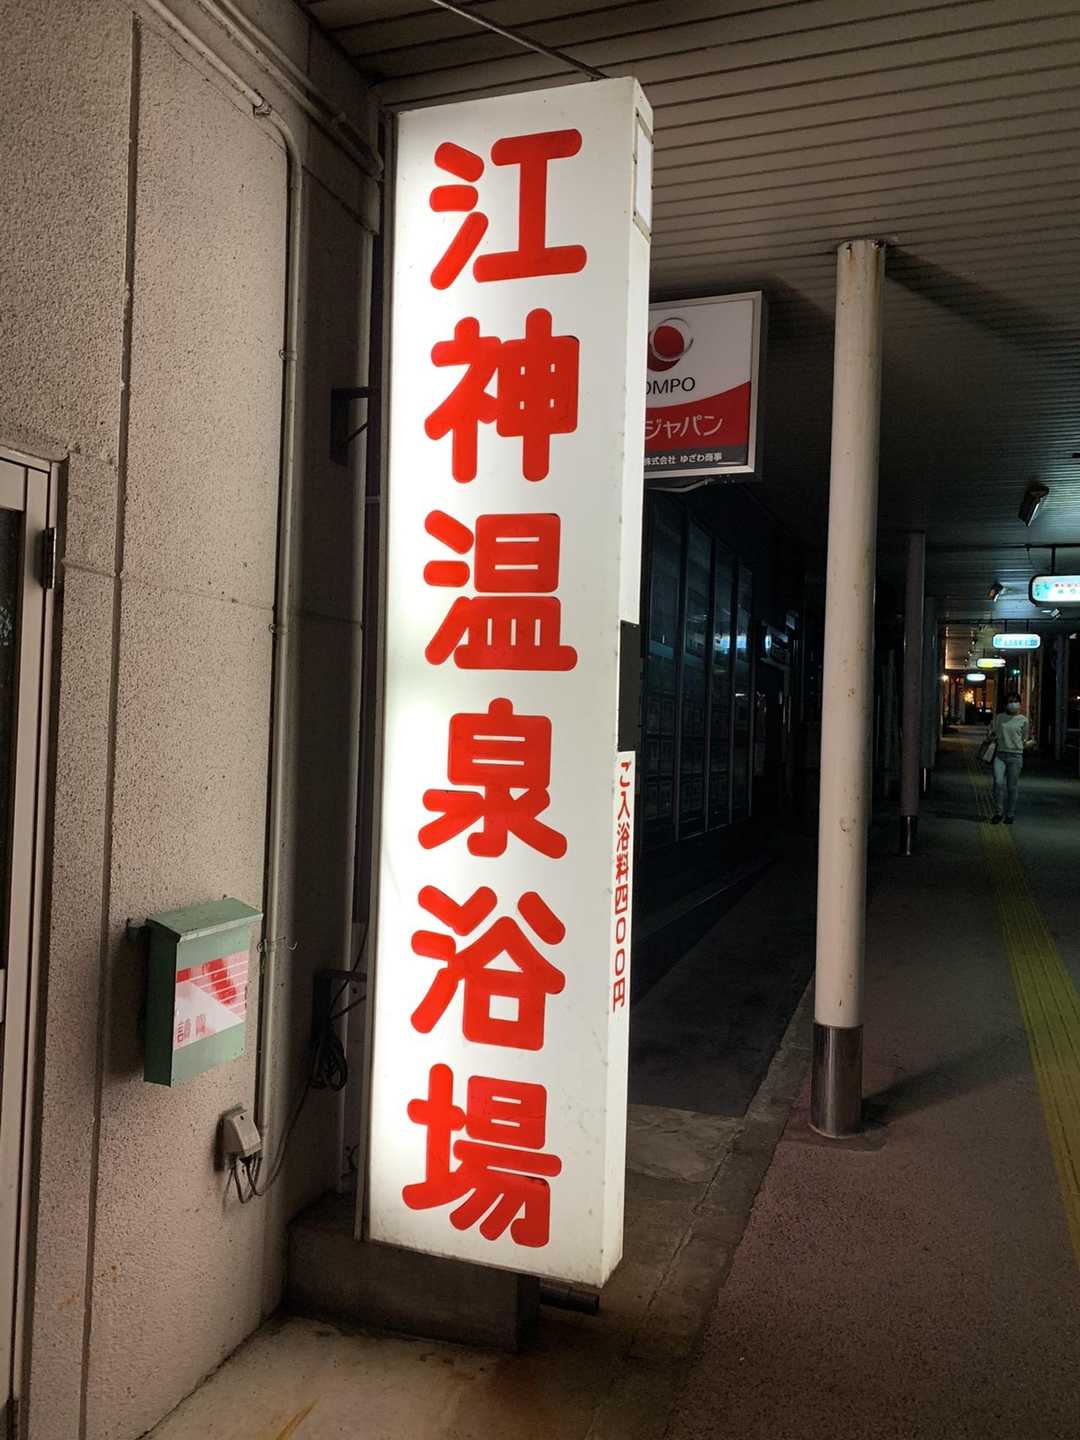 江神温泉浴場
ご入浴料四〇〇円
OMPO
ジャパン
株式会社 ゆざわ商事